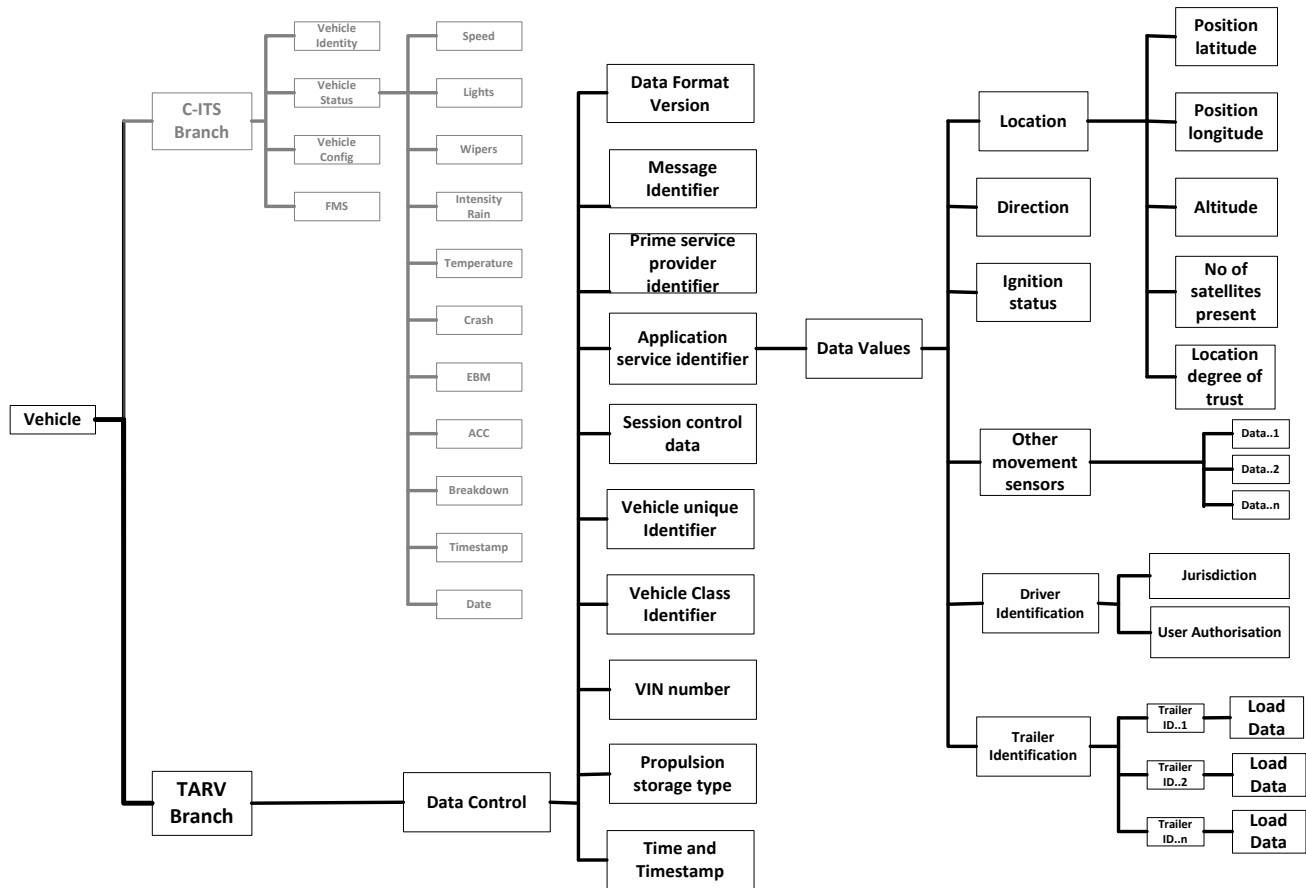 Vehicle
C-ITS
Branch
Vehicle
Identity
Vehicle
Status
Vehicle
Config
FMS
Speed
Lights
Wipers
Intensity
Rain
Temperature
Crash
EBM
ACC
Breakdown
Timestamp
Date
TARV
Branch
Data Control
Data Format
Version
Message
Identifier
Prime service
provider
identifier
Application
service identifier
Session control
data
Vehicle unique
Identifier
Vehicle Class
Identifier
VIN number
Propulsion
storage type
Time and
Timestamp
Data Values
Location
Direction
Ignition
status
Other
movement
sensors
Driver
Identification
Trailer
Identification
Position
latitude
Position
longitude
Altitude
No of
satellites
present
Location
degree of
trust
Data..1
Data..2
Data..n
Jurisdiction
User Authorisation
Trailer
ID..1
Load
Data
Trailer
ID..2
Load
Data
Trailer
ID..n
Load
Data